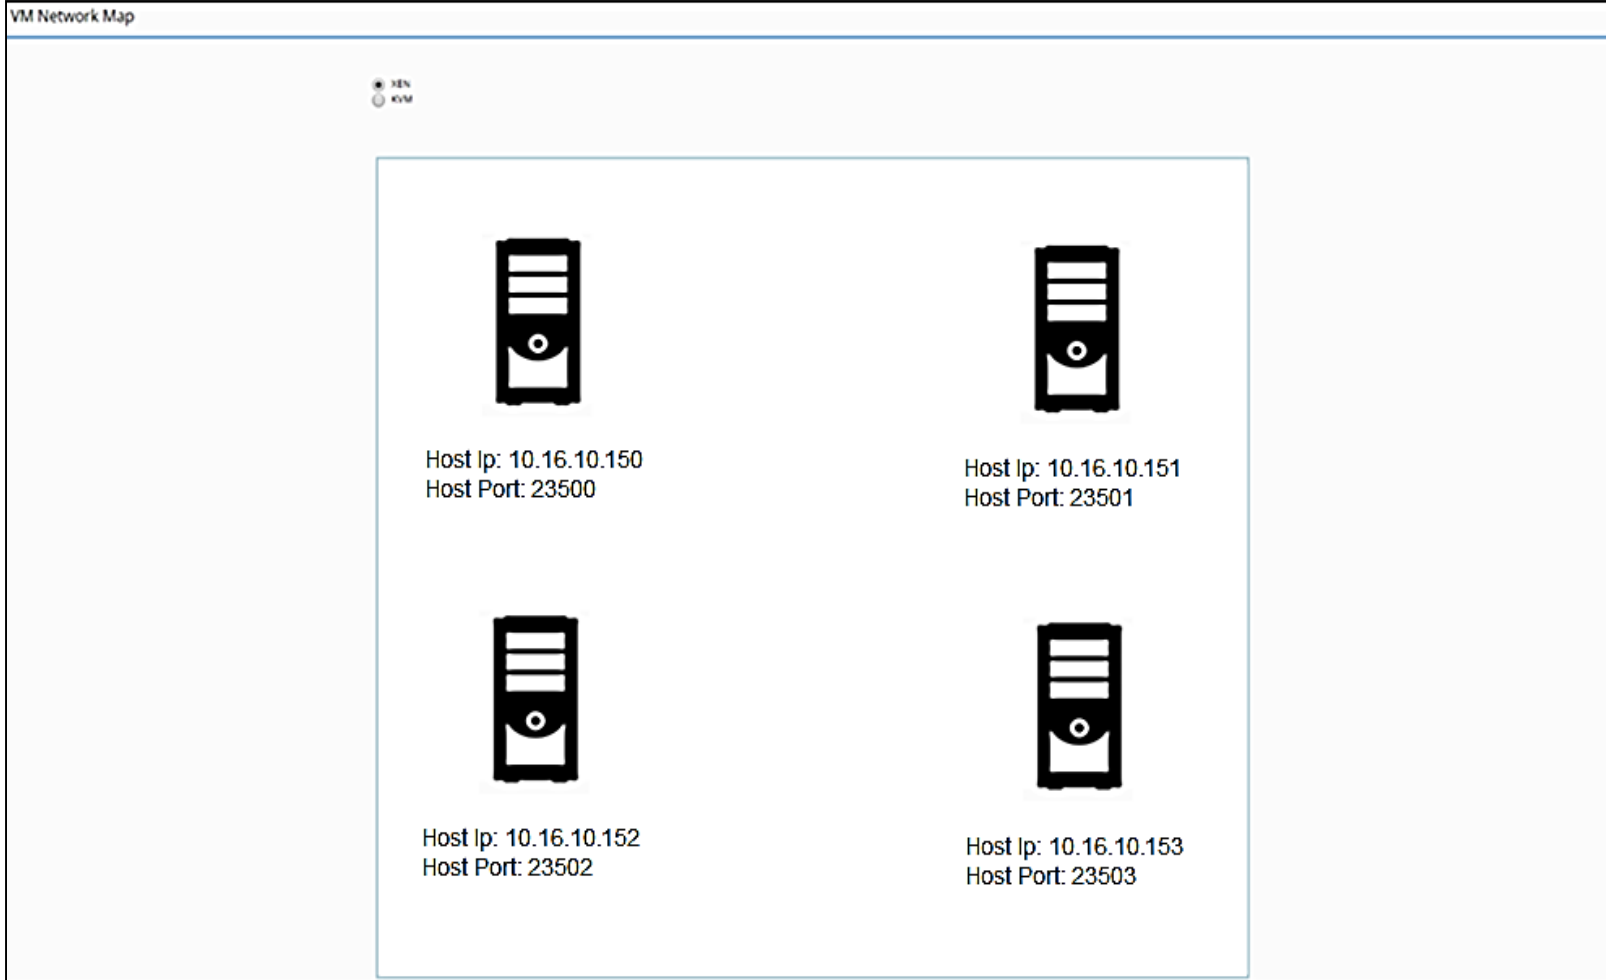 VM Network Map
XEN
KVM
Host Ip: 10.16.10.150
Host Port: 23500
Host Ip: 10.16.10.151
Host Port: 23501
Host Ip: 10.16.10.152
Host Port: 23502
Host Ip: 10.16.10.153
Host Port: 23503